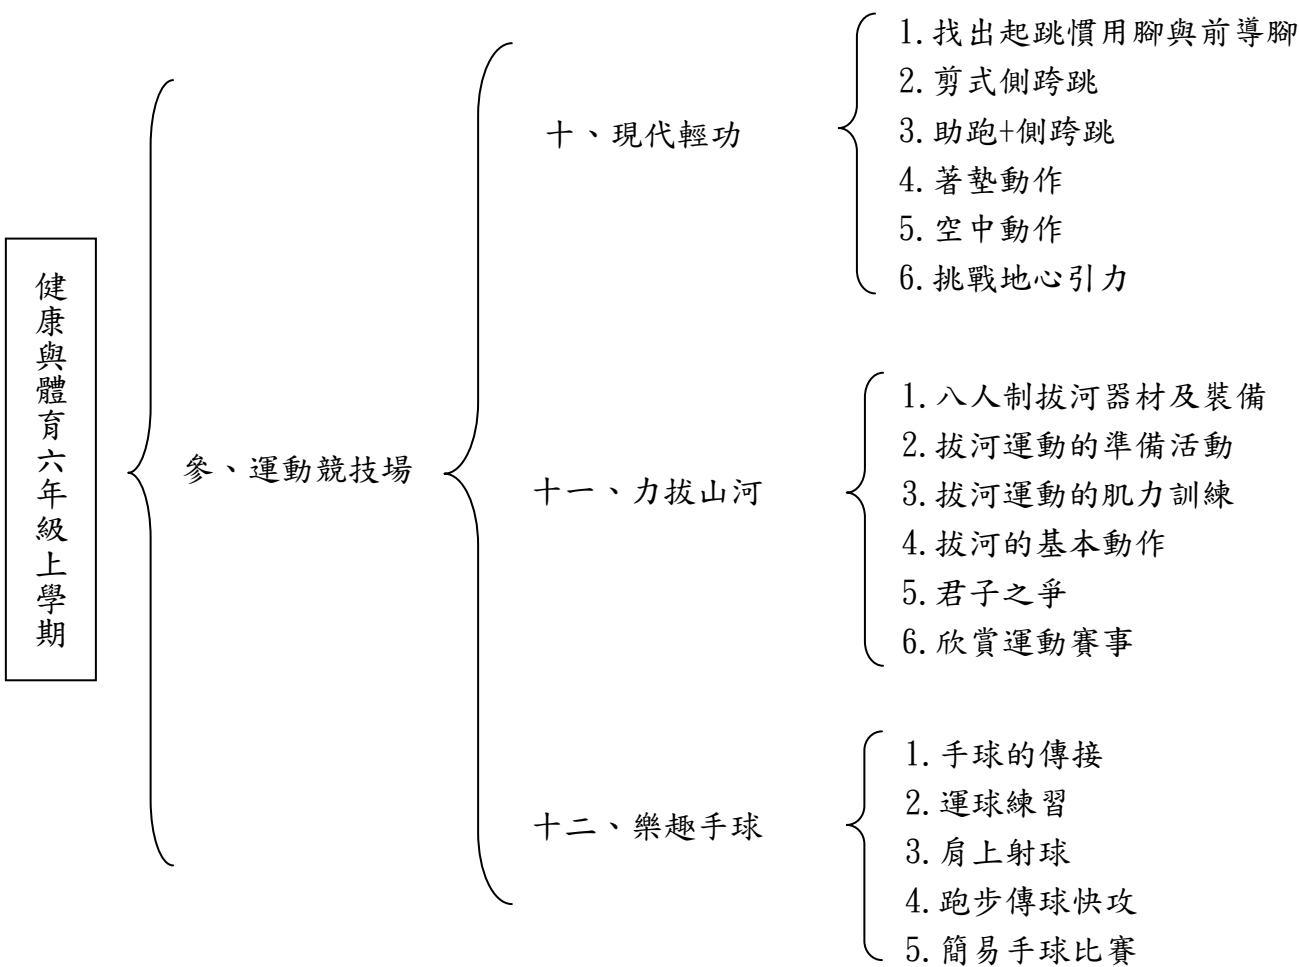 健康與體育六年級上學期
參、運動競技場
十、現代輕功
1.找出起跳慣用腳與前導腳
2.剪式側跨跳
3.助跑+側跨跳
4.著墊動作
5.空中動作
6.挑戰地心引力
十一、力拔山河
1.八人制拔河器材及裝備
2.拔河運動的準備活動
3.拔河運動的肌力訓練
4.拔河的基本動作
5.君子之爭
6.欣賞運動賽事
十二、樂趣手球
1.手球的傳接
2.運球練習
3.肩上射球
4.跑步傳球快攻
5.簡易手球比賽